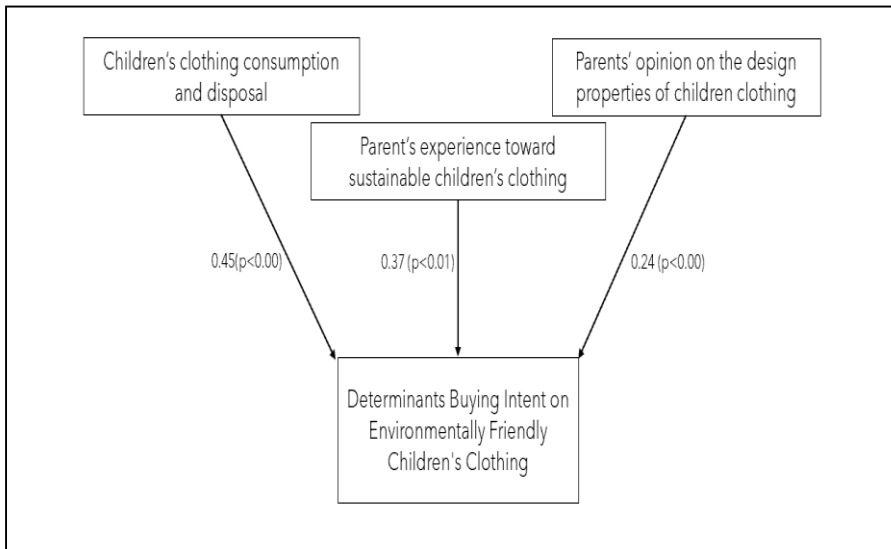 Children's clothing consumption
and disposal
Parents' opinion on the design
properties of children clothing
Parent's experience toward
sustainable children's clothing
0.45(p<0.00)
0.37 (p<0.01)
0.24 (p<0.00)
Determinants Buying Intent on
Environmentally Friendly
Children's Clothing